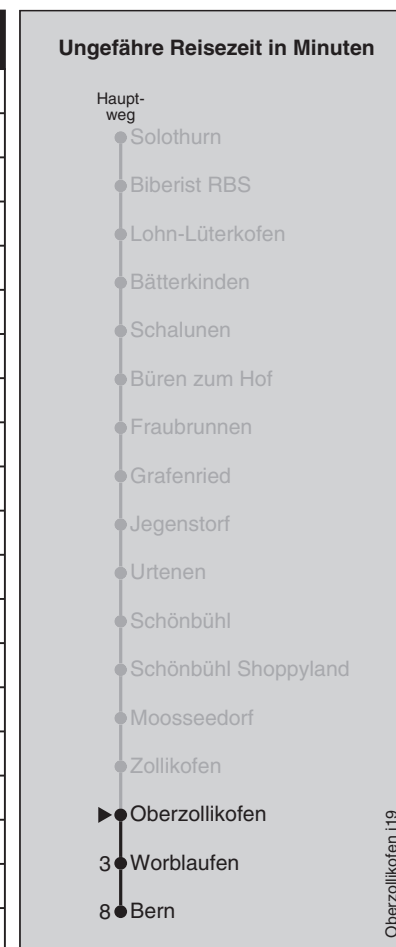 Ungefähre Reisezeit in Minuten
Haupt-
weg
Solothurn
Biberist RBS
Lohn-Lüterkofen
Bätterkinden
Schalunen
Büren zum Hof
Fraubrunnen
Grafenried
Jegenstorf
Urtenen
Schönbühl
Schönbühl Shoppyland
Moosseedorf
Zollikofen
Oberzollikofen
3 Worblaufen
8 Bern
Oberzollikofen j19